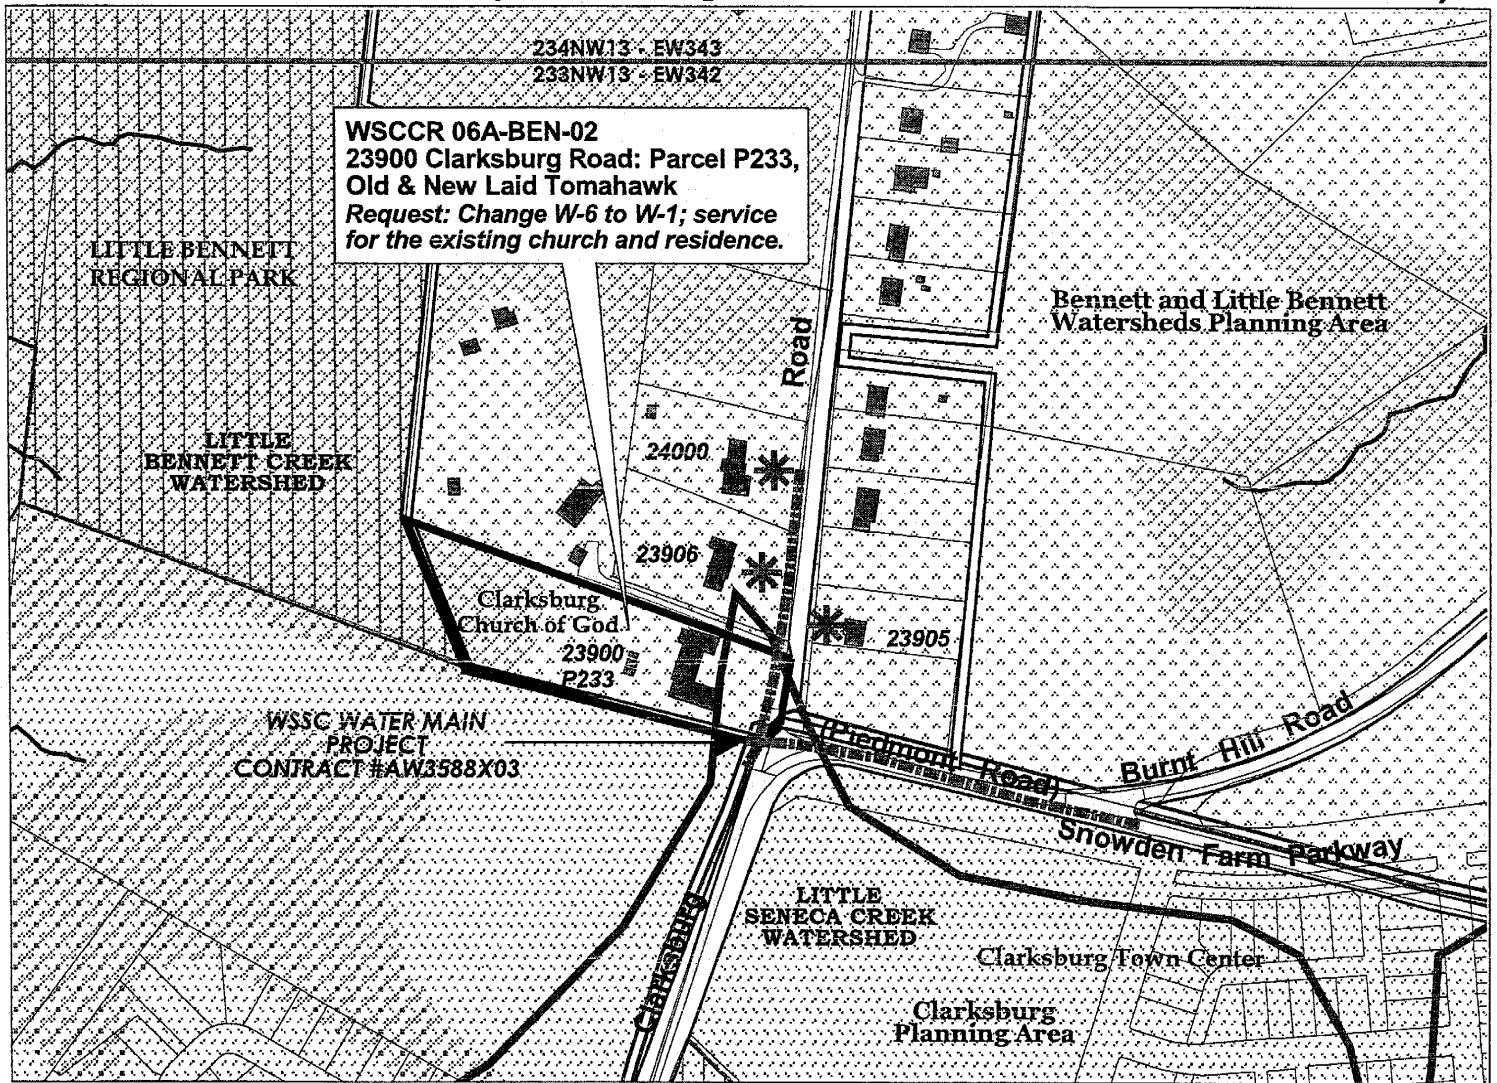 234NW13 - EW343
233NW13 - EW342
WSCCR 06A-BEN-02
23900 Clarksburg Road: Parcel P233,
Old & New Laid Tomahawk
Request: Change W-6 to W-1; service
for the existing church and residence.
LITTLE BENNETT
REGIONAL PARK
Bennett and Little Bennett
Watersheds Planning Area
Road
LITTLE
BENNETT CREEK
WATERSHED
24000
23906
Clarksburg
Church of God
23900
P233
23905
WSSC WATER MAIN
PROJECT
CONTRACT #AW3588X03
(Piedmont Road)
Burnt Hill Road
Snowden Farm Parkway
Clarksburg
LITTLE
SENECA CREEK
WATERSHED
Clarksburg Town Center
Clarksburg
Planning Area